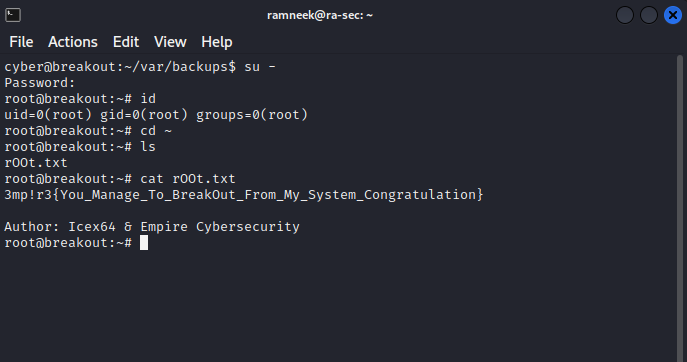 ramneek@ra-sec: ~
File Actions Edit View Help
cyber@breakout:~/var/backups$ su -
Password:
root@breakout:~# id
uid=0(root) gid=0(root) groups=0(root)
root@breakout:~# cd ~
root@breakout:~# ls
rOOt.txt
root@breakout:~# cat rOOt.txt
3mp!r3{You_Manage_To_BreakOut_From_My_System_Congratulation}
Author: Icex64 & Empire Cybersecurity
root@breakout:~#